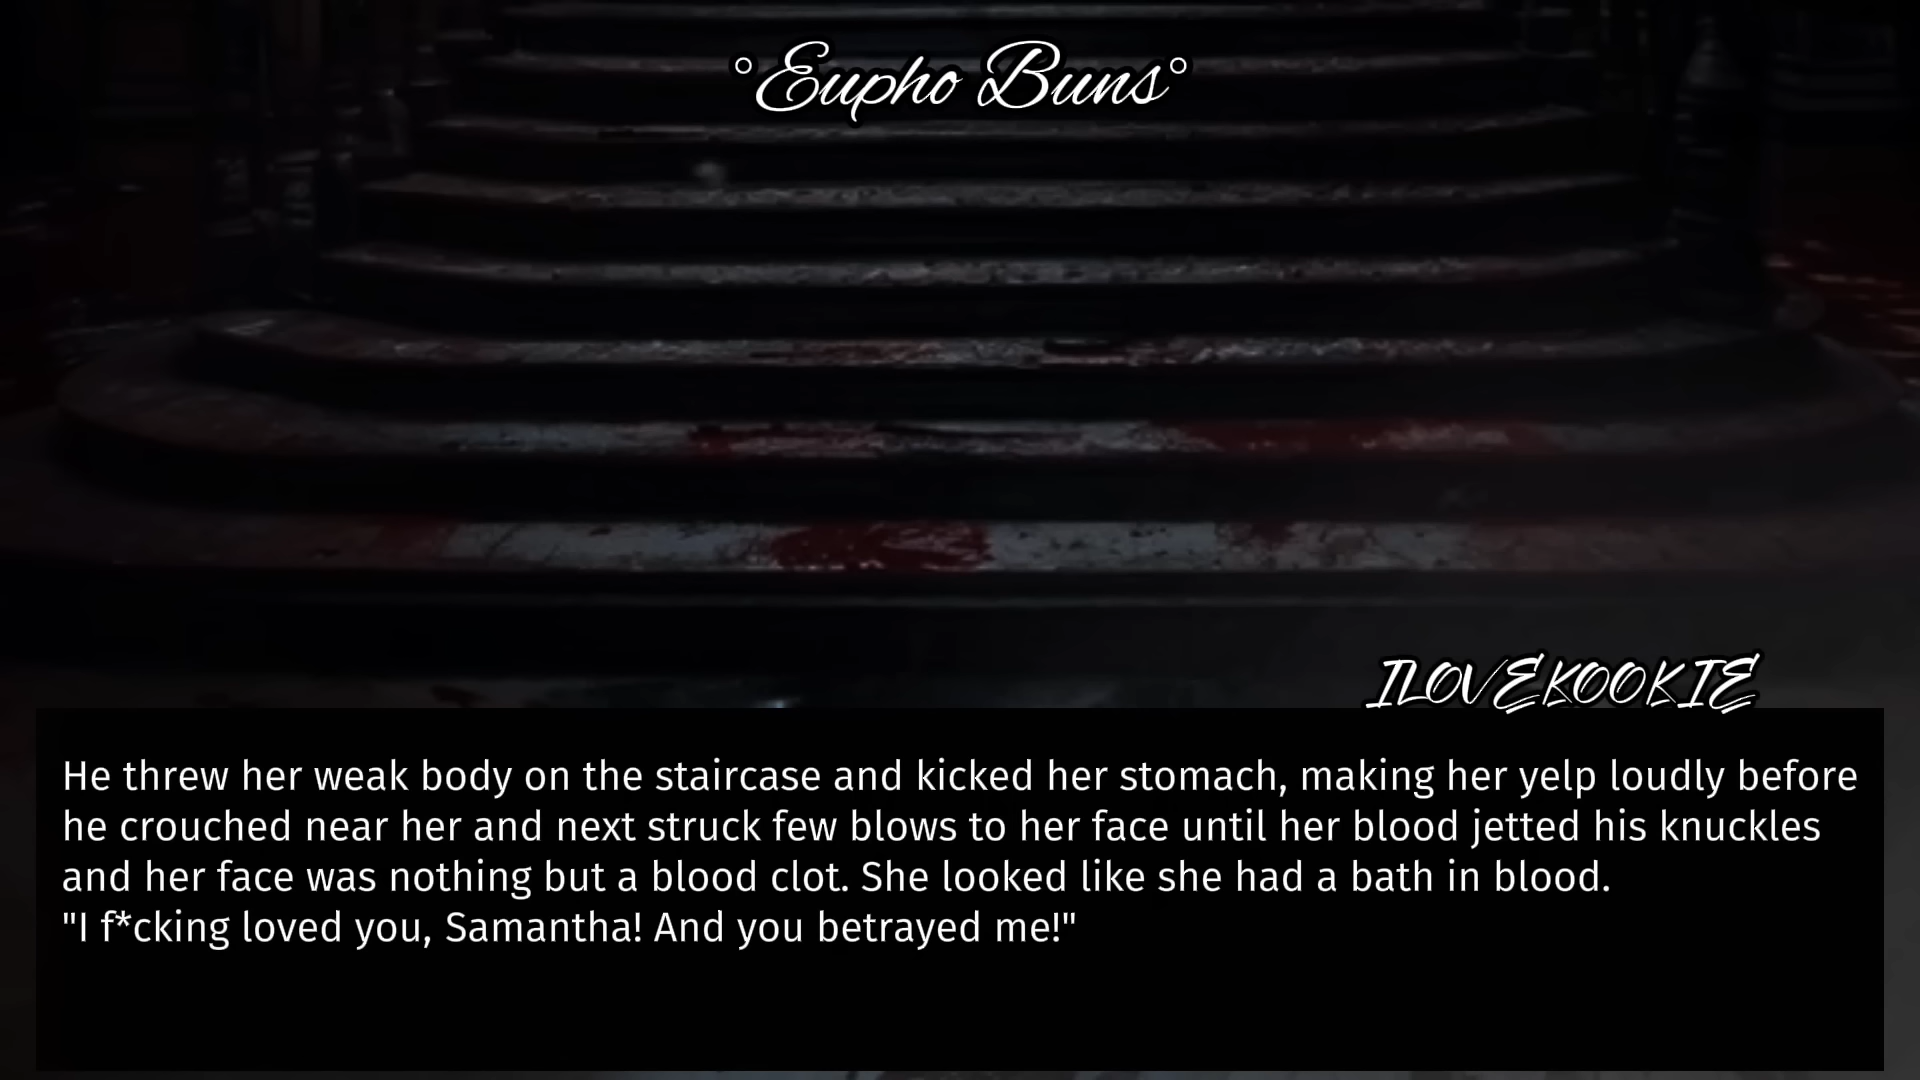 °Eupho Buns°
ILOVEKOOKIE
He threw her weak body on the staircase and kicked her stomach, making her yelp loudly before
he crouched near her and next struck few blows to her face until her blood jetted his knuckles
and her face was nothing but a blood clot. She looked like she had a bath in blood.
"I f*cking loved you, Samantha! And you betrayed me!"